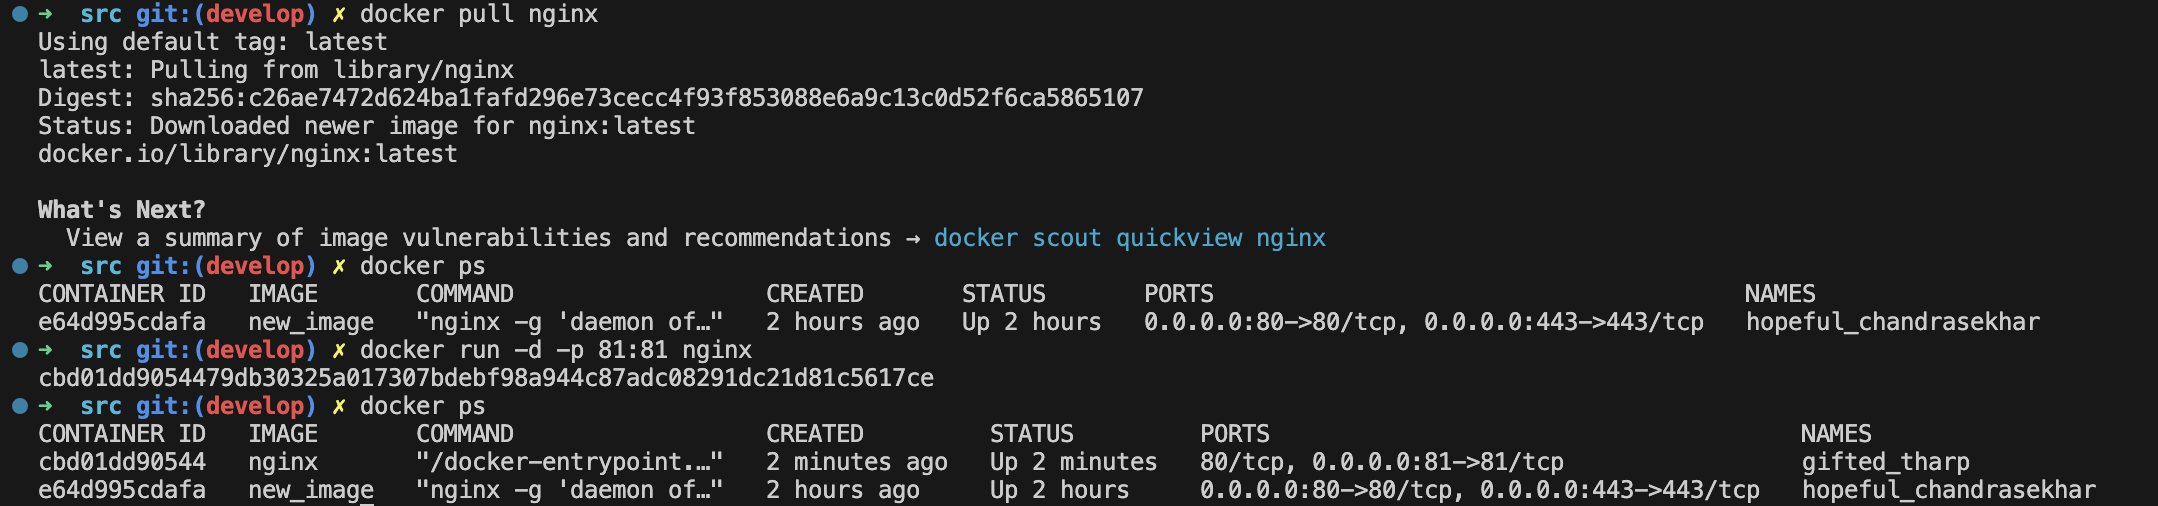 ➜ src git:(develop) ✗ docker pull nginx
Using default tag: latest
latest: Pulling from library/nginx
Digest: sha256:c26ae7472d624ba1fafd296e73cecc4f93f853088e6a9c13c0d52f6ca5865107
Status: Downloaded newer image for nginx:latest
docker.io/library/nginx:latest
What's Next?
View a summary of image vulnerabilities and recommendations → docker scout quickview nginx
➜ src git:(develop) ✗ docker ps
CONTAINER ID IMAGE COMMAND CREATED STATUS PORTS NAMES
e64d995cdafa new_image "nginx -g 'daemon of…" 2 hours ago Up 2 hours 0.0.0.0:80->80/tcp, 0.0.0.0:443->443/tcp hopeful_chandrasekhar
➜ src git:(develop) ✗ docker run -d -p 81:81 nginx
cbd01dd9054479db30325a017307bdebf98a944c87adc08291dc21d81c5617ce
➜ src git:(develop) ✗ docker ps
CONTAINER ID IMAGE COMMAND CREATED STATUS PORTS NAMES
cbd01dd90544 nginx "/docker-entrypoint.…" 2 minutes ago Up 2 minutes 80/tcp, 0.0.0.0:81->81/tcp gifted_tharp
e64d995cdafa new_image "nginx -g 'daemon of…" 2 hours ago Up 2 hours 0.0.0.0:80->80/tcp, 0.0.0.0:443->443/tcp hopeful_chandrasekhar